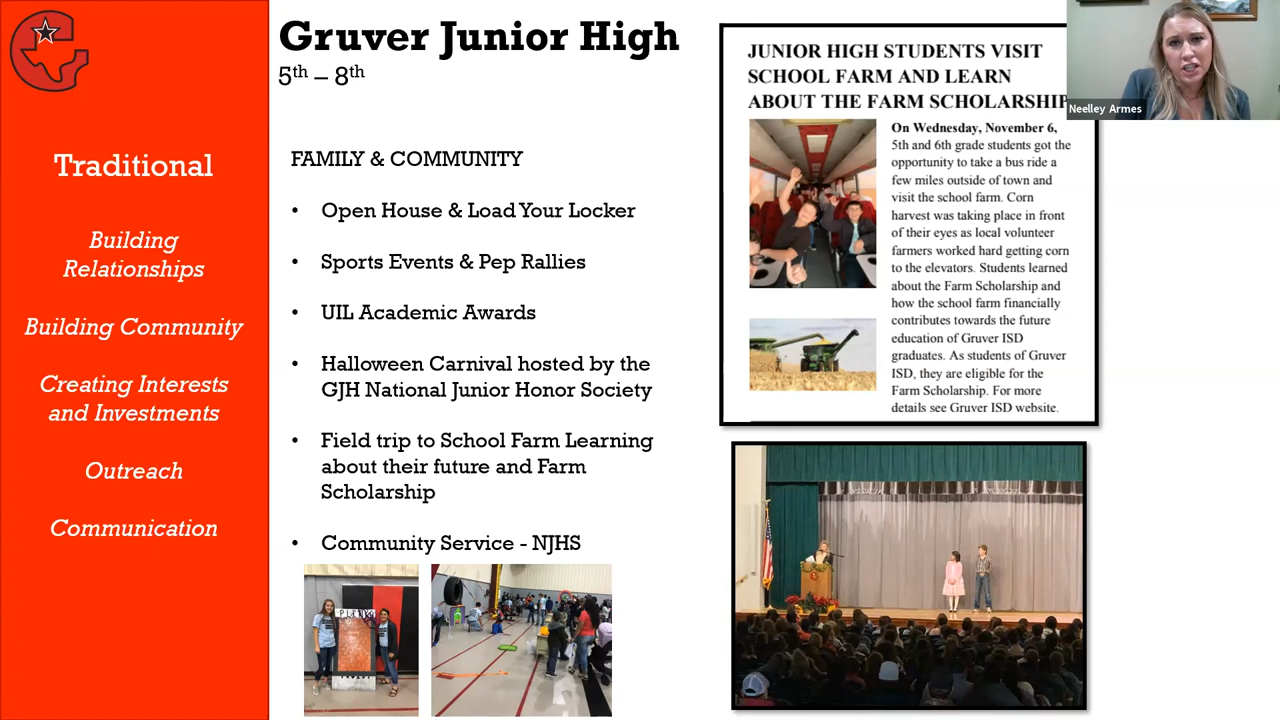 Gruver Junior High
5th – 8th
Traditional
Building
Relationships
Building Community
Creating Interests
and Investments
Outreach
Communication
FAMILY & COMMUNITY
• Open House & Load Your Locker
• Sports Events & Pep Rallies
• UIL Academic Awards
• Halloween Carnival hosted by the
GJH National Junior Honor Society
• Field trip to School Farm Learning
about their future and Farm
Scholarship
• Community Service - NJHS
JUNIOR HIGH STUDENTS VISIT
SCHOOL FARM AND LEARN
ABOUT THE FARM SCHOLARSHIP
On Wednesday, November 6,
5th and 6th grade students got the
opportunity to take a bus ride a
few miles outside of town and
visit the school farm. Corn
harvest was taking place in front
of their eyes as local volunteer
farmers worked hard getting corn
to the elevators. Students learned
about the Farm Scholarship and
how the school farm financially
contributes towards the future
education of Gruver ISD
graduates. As students of Gruver
ISD, they are eligible for the
Farm Scholarship. For more
details see Gruver ISD website.
Neelley Armes